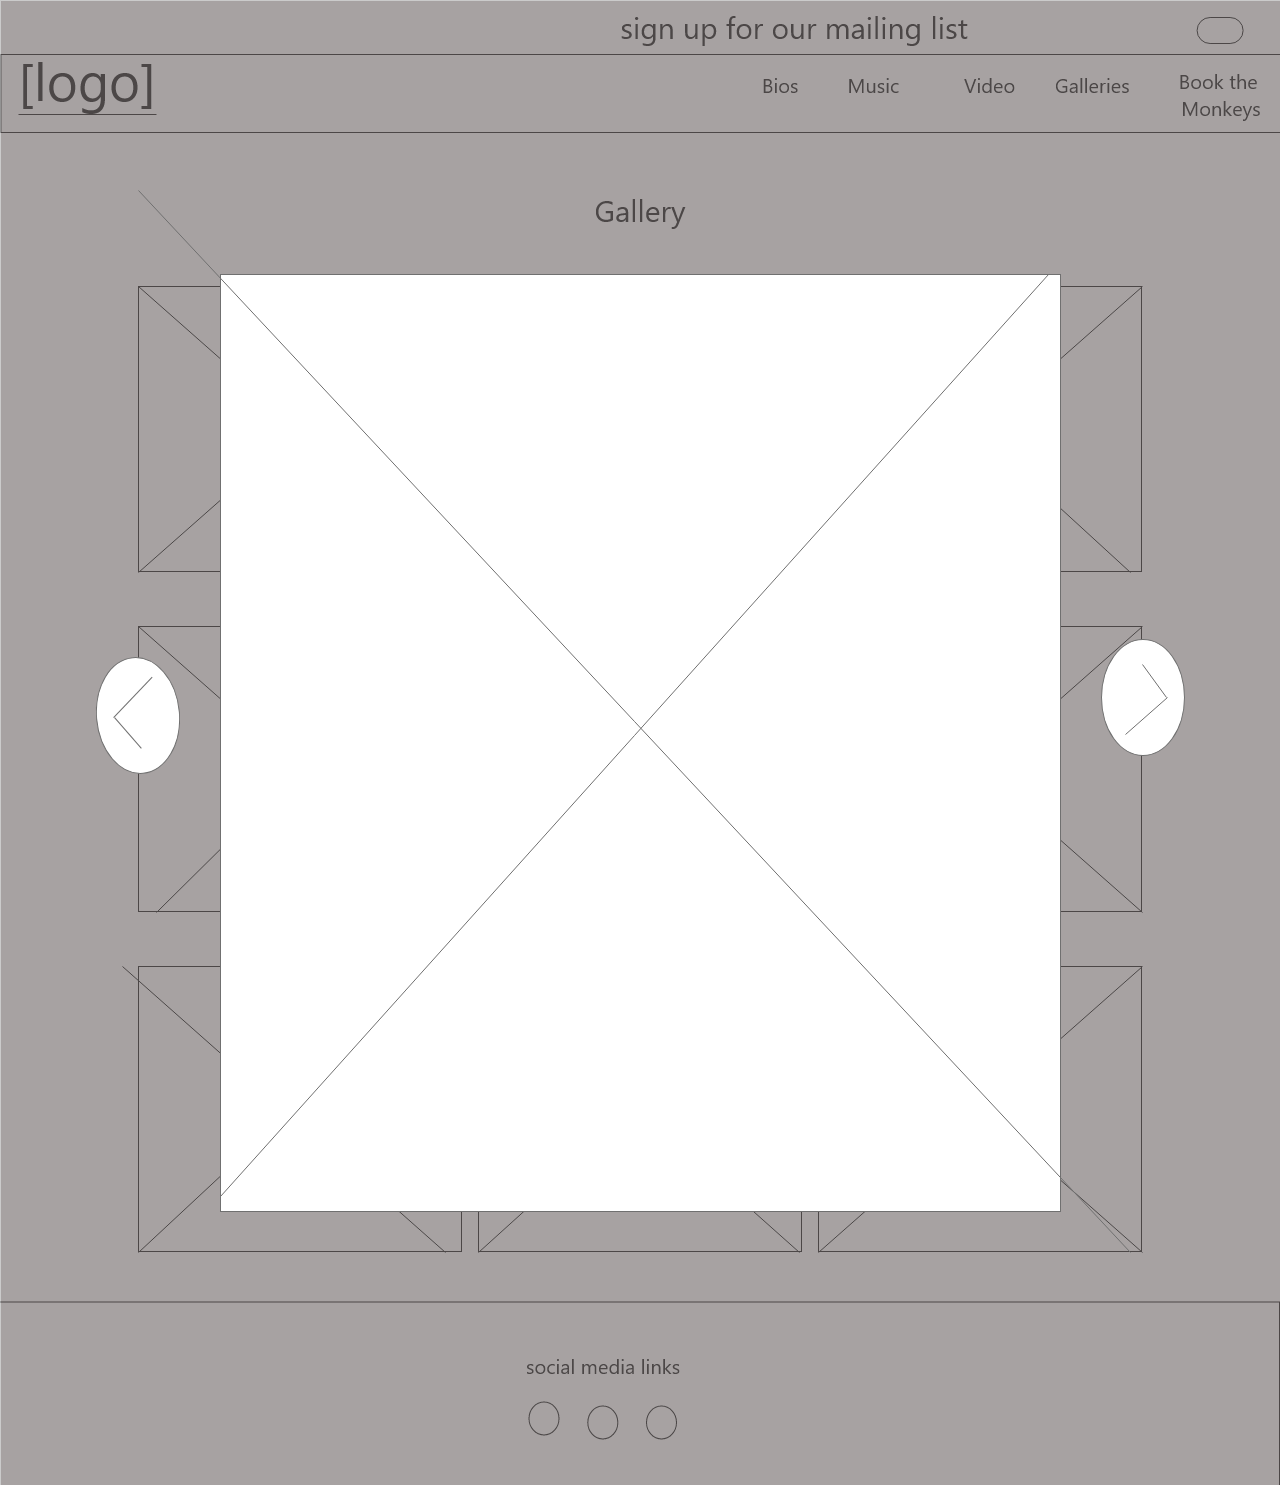 sign up for our mailing list
[logo]
Bios
Music
Video
Galleries
Book the
Monkeys
Gallery
social media links